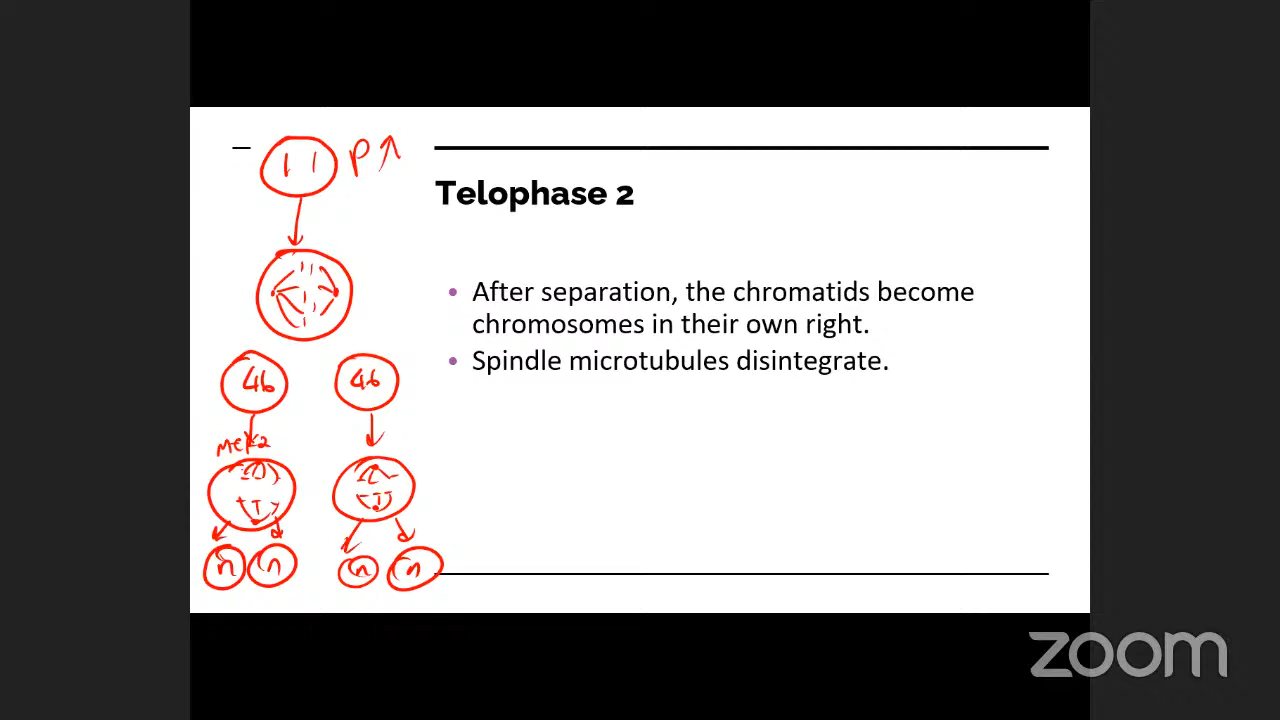 P ↑
Telophase 2
• After separation, the chromatids become
chromosomes in their own right.
• Spindle microtubules disintegrate.
46 46
n n n n
zoom